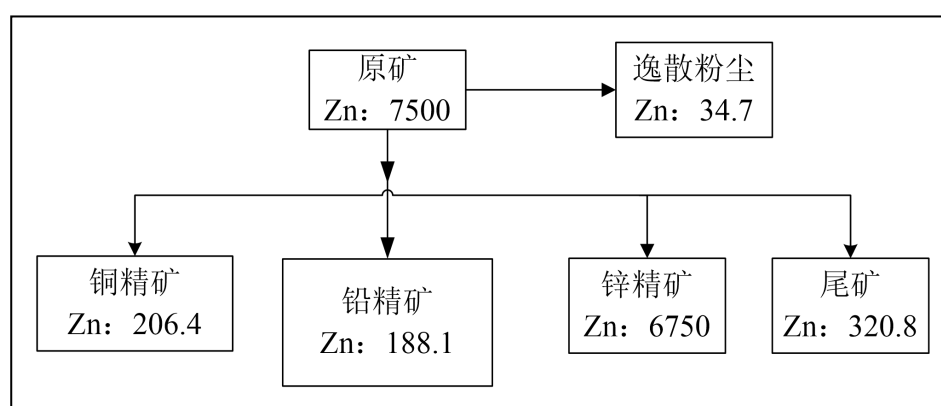 原矿
Zn：7500
逸散粉尘
Zn：34.7
铜精矿
Zn：206.4
铅精矿
Zn：188.1
锌精矿
Zn：6750
尾矿
Zn：320.8